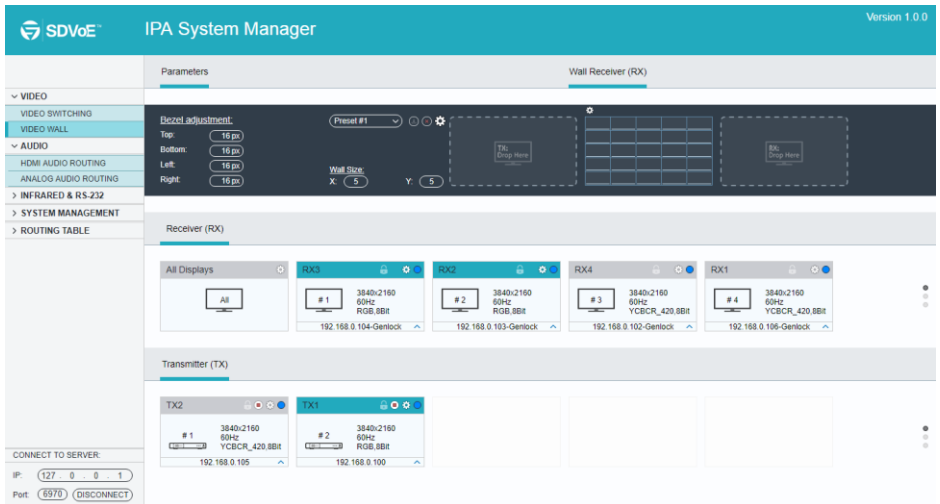 SDVoE™
IPA System Manager
Version 1.0.0
Parameters
Wall Receiver (RX)
VIDEO
VIDEO SWITCHING
VIDEO WALL
AUDIO
HDMI AUDIO ROUTING
ANALOG AUDIO ROUTING
INFRARED & RS-232
SYSTEM MANAGEMENT
ROUTING TABLE
Bezel adjustment:
Top: 16 px
Bottom: 16 px
Left: 16 px
Right: 16 px
Preset #1
Wall Size:
X: 5 Y: 5
TX:
Drop Here
RX:
Drop Here
Receiver (RX)
All Displays
All
RX3
# 1
3840x2160
60Hz
RGB,8Bit
192.168.0.104-Genlock
RX2
# 2
3840x2160
60Hz
RGB,8Bit
192.168.0.103-Genlock
RX4
# 3
3840x2160
60Hz
YCBCR_420,8Bit
192.168.0.102-Genlock
RX1
# 4
3840x2160
60Hz
YCBCR_420,8Bit
192.168.0.106-Genlock
Transmitter (TX)
TX2
# 1
3840x2160
60Hz
YCBCR_420,8Bit
192.168.0.105
TX1
# 2
3840x2160
60Hz
RGB,8Bit
192.168.0.100
CONNECT TO SERVER:
IP: 127 . 0 . 0 . 1
Port: 6970 DISCONNECT